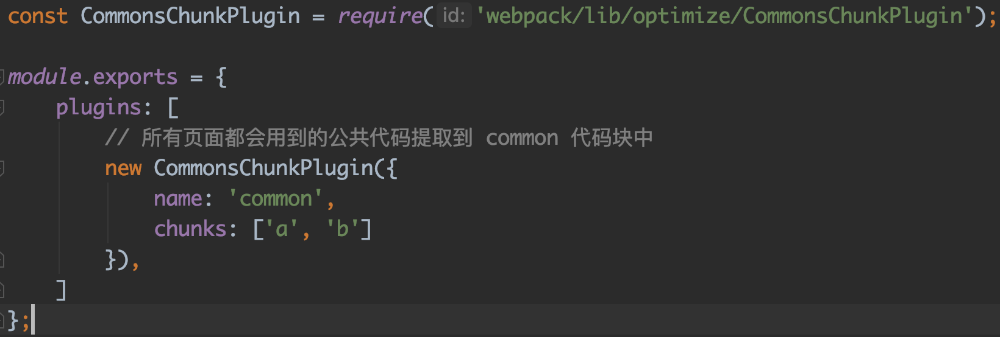 const CommonsChunkPlugin = require( id: 'webpack/lib/optimize/CommonsChunkPlugin');
module.exports = {
plugins: [
// 所有页面都会用到的公共代码提取到 common 代码块中
new CommonsChunkPlugin({
name: 'common',
chunks: ['a', 'b']
}),
]
};